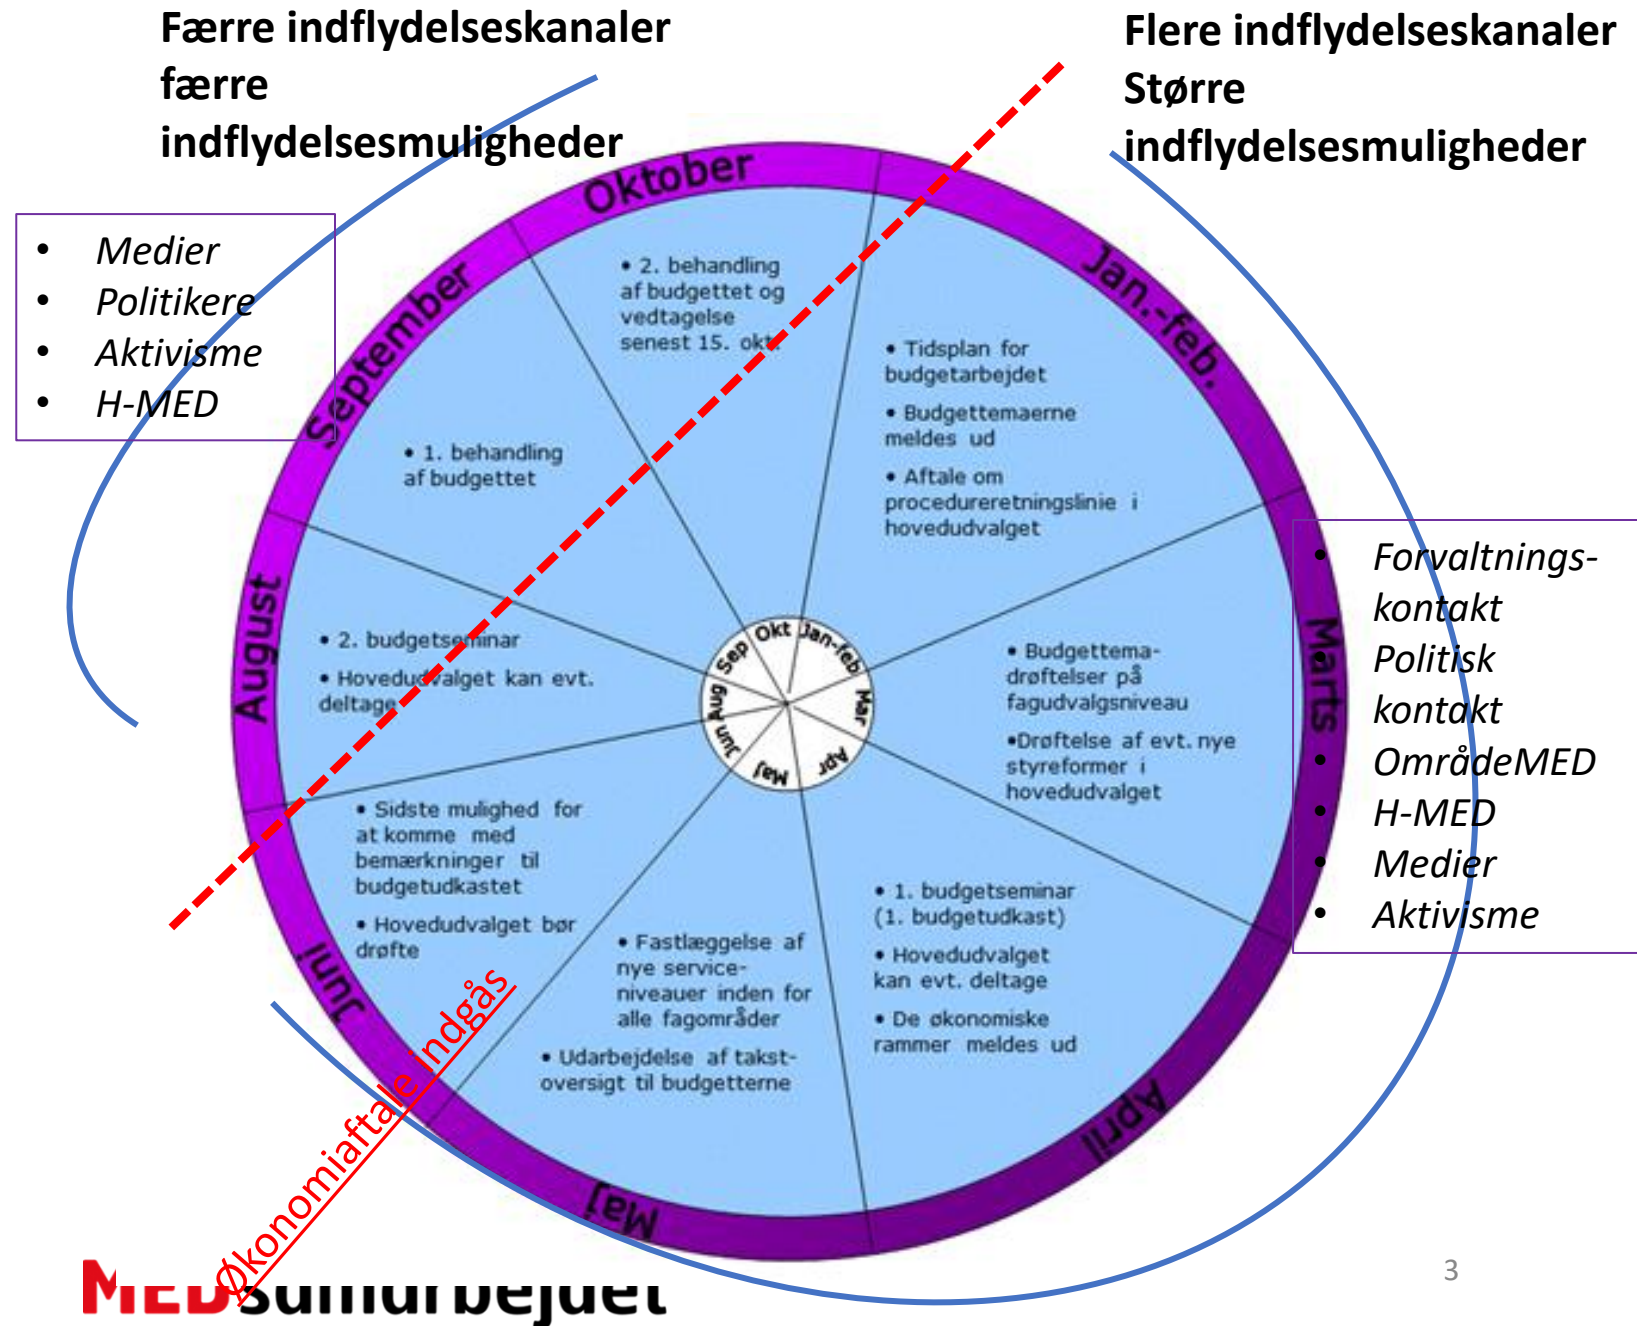 Færre indflydelseskanaler
færre
indflydelsesmuligheder
Flere indflydelseskanaler
Større
indflydelsesmuligheder
• Medier
• Politikere
• Aktivisme
• H-MED
Oktober
• 2. behandling
af budgettet og
vedtagelse
senest 15. okt.
Jan.-feb.
• Tidsplan for
budgetarbejdet
• Budgettemaerne
meldes ud
• Aftale om
procedureretningslinie i
hovedudvalget
September
• 1. behandling
af budgettet
August
• 2. budgetseminar
• Hovedudvalget kan evt.
deltage
Marts
• Budgettema-
drøftelser på
fagudvalgsniveau
•Drøftelse af evt. nye
styreformer i
hovedudvalget
• Forvaltnings-
kontakt
• Politisk
kontakt
• OmrådeMED
• H-MED
• Medier
• Aktivisme
Okt
Jan-feb
Mar
Apr
Maj
Jun
Aug
Sep
Juni
• Sidste mulighed for
at komme med
bemærkninger til
budgetudkastet
• Hovedudvalget bør
drøfte
Maj
• Fastlæggelse af
nye service-
niveauer inden for
alle fagområder
• Udarbejdelse af takst-
oversigt til budgetterne
April
• 1. budgetseminar
(1. budgetudkast)
• Hovedudvalget
kan evt. deltage
• De økonomiske
rammer meldes ud
Økonomiaftale indgås
MEDsamarbejdet
3